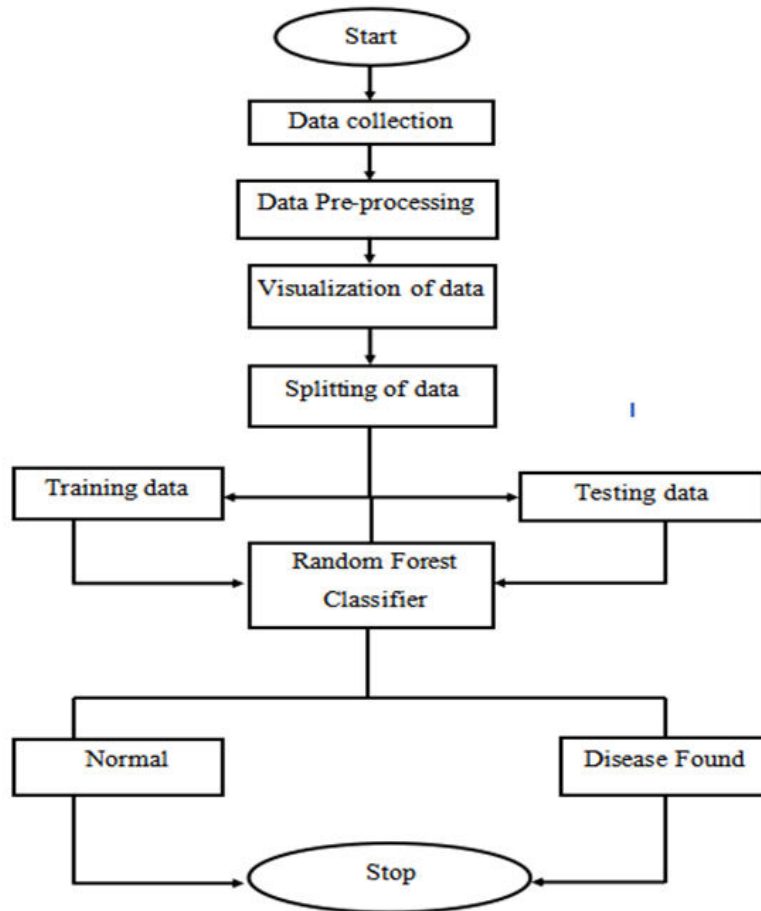 Start
Data collection
Data Pre-processing
Visualization of data
Splitting of data
Training data
Testing data
Random Forest
Classifier
Normal
Disease Found
Stop